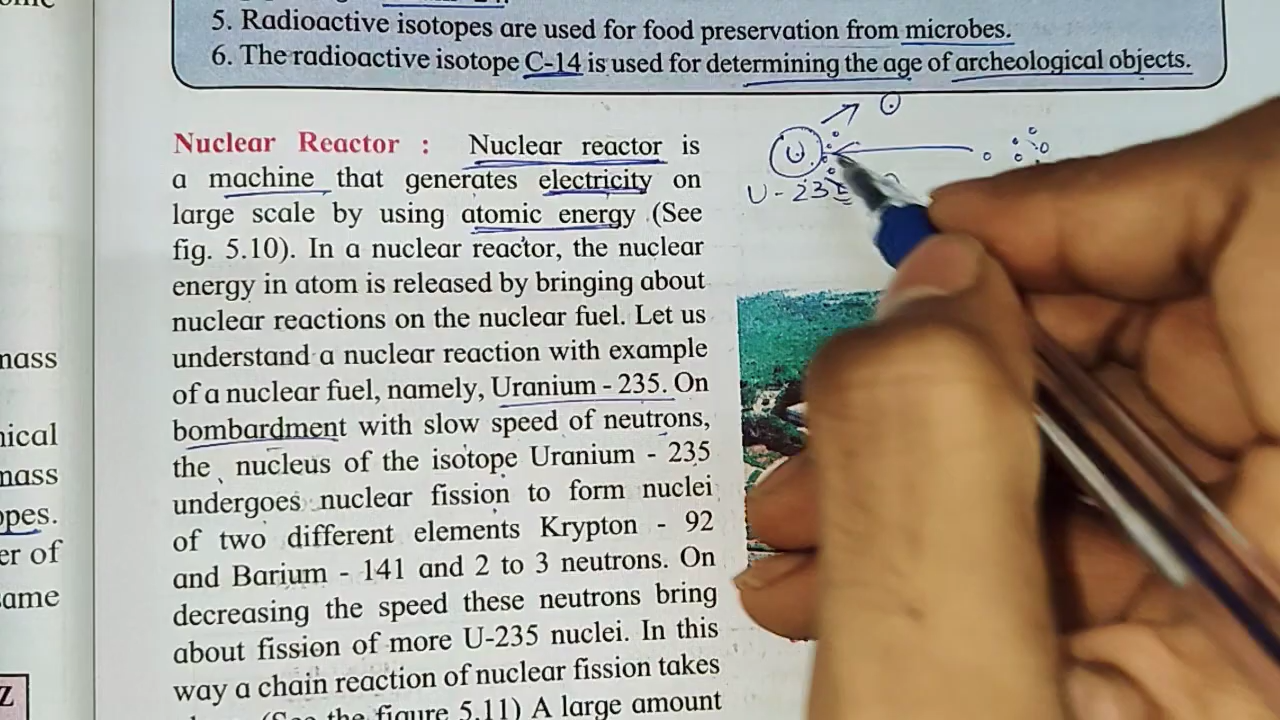 5. Radioactive isotopes are used for food preservation from microbes.
6. The radioactive isotope C-14 is used for determining the age of archeological objects.
Nuclear Reactor : Nuclear reactor is
a machine that generates electricity on
large scale by using atomic energy (See
fig. 5.10). In a nuclear reactor, the nuclear
energy in atom is released by bringing about
nuclear reactions on the nuclear fuel. Let us
understand a nuclear reaction with example
of a nuclear fuel, namely, Uranium - 235. On
bombardment with slow speed of neutrons,
the nucleus of the isotope Uranium - 235
undergoes nuclear fission to form nuclei
of two different elements Krypton - 92
and Barium - 141 and 2 to 3 neutrons. On
decreasing the speed these neutrons bring
about fission of more U-235 nuclei. In this
way a chain reaction of nuclear fission takes
the figure 5.11) A large amount
U
U - 235
mass
mass
er of
Z